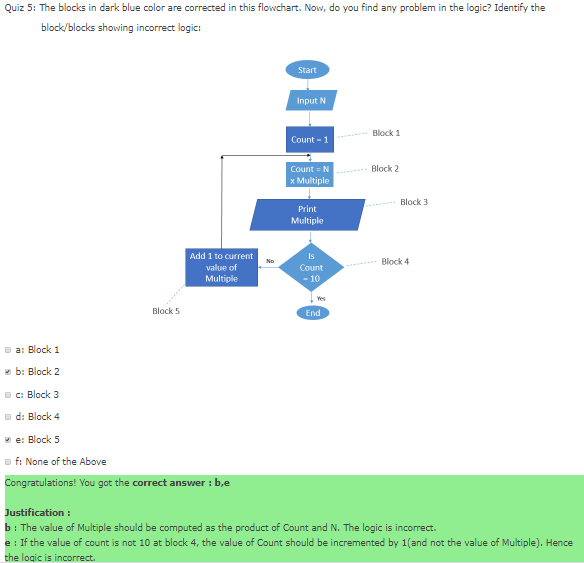 Quiz 5: The blocks in dark blue color are corrected in this flowchart. Now, do you find any problem in the logic? Identify the
block/blocks showing incorrect logic:
Start
Input N
Count = 1
Block 1
Count = N
x Multiple
Block 2
Print
Multiple
Block 3
Is
Count
= 10
Block 4
No
Add 1 to current
value of
Multiple
Block 5
Yes
End
a: Block 1
b: Block 2
c: Block 3
d: Block 4
e: Block 5
f: None of the Above
Congratulations! You got the correct answer : b,e
Justification :
b : The value of Multiple should be computed as the product of Count and N. The logic is incorrect.
e : If the value of count is not 10 at block 4, the value of Count should be incremented by 1(and not the value of Multiple). Hence
the logic is incorrect.